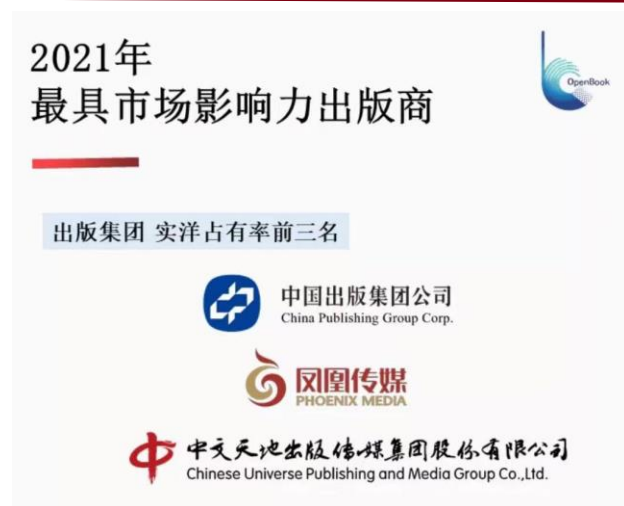 2021年
最具市场影响力出版商
OpenBook
出版集团 实洋占有率前三名
中国出版集团公司
China Publishing Group Corp.
凤凰传媒
PHOENIX MEDIA
中文天地出版传媒集团股份有限公司
Chinese Universe Publishing and Media Group Co.,Ltd.